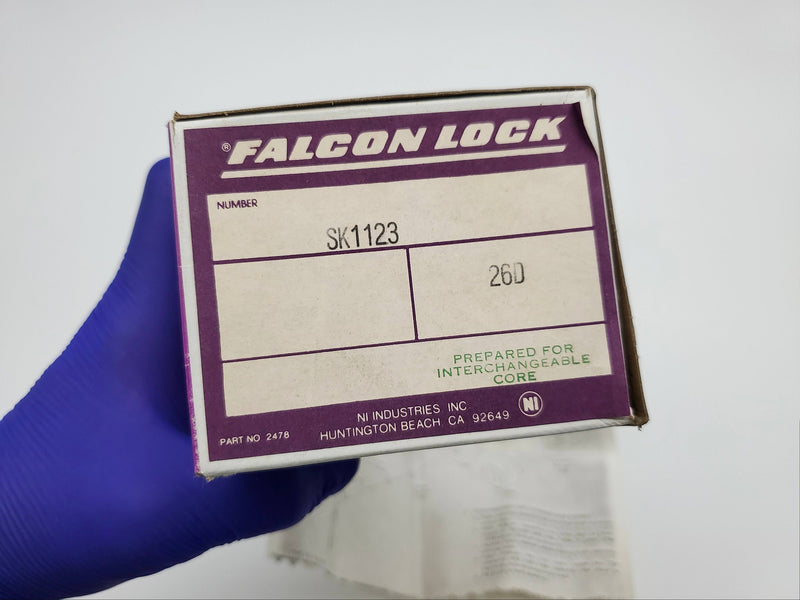 ® FALCON LOCK
NUMBER
SK1123
26D
PREPARED FOR
INTERCHANGEABLE
CORE
NI INDUSTRIES INC
HUNTINGTON BEACH CA 92649
NI
PART NO 2478